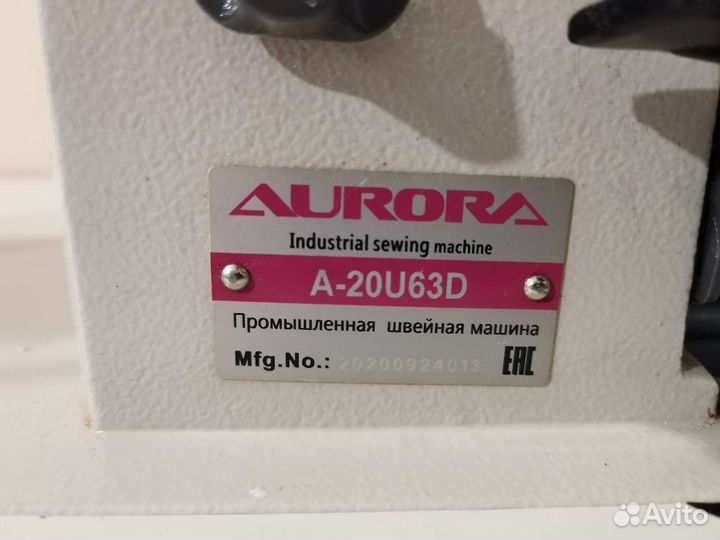 AURORA
Industrial sewing machine
A-20U63D
Промышленная швейная машина
Mfg.No.: 20200924013 EAC
Avito